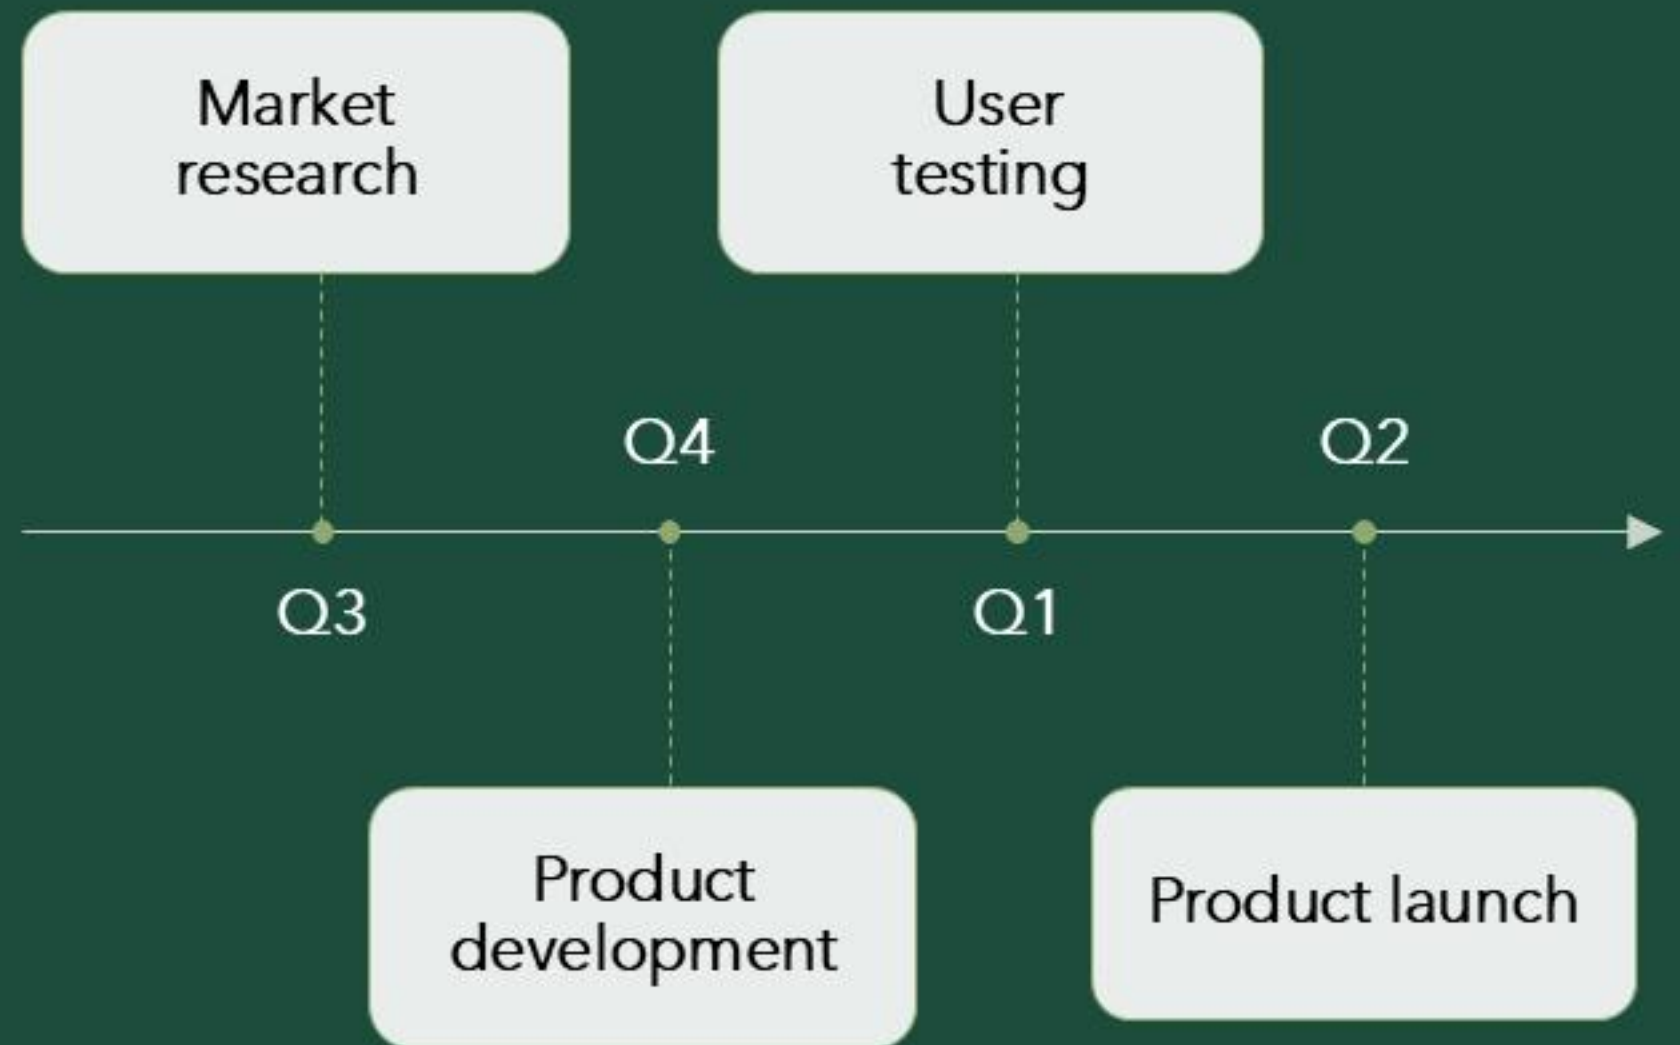 Market
research
User
testing
Q4
Q2
Q3
Q1
Product
development
Product launch